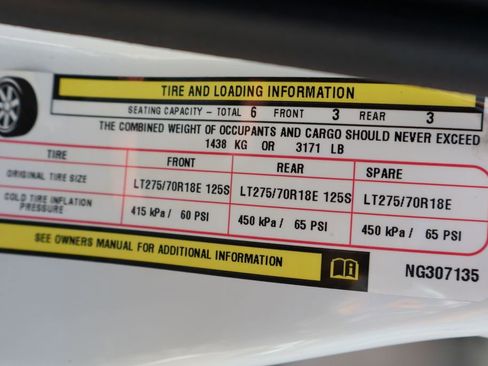 TIRE AND LOADING INFORMATION
SEATING CAPACITY – TOTAL 6 FRONT 3 REAR 3
THE COMBINED WEIGHT OF OCCUPANTS AND CARGO SHOULD NEVER EXCEED
1438 KG OR 3171 LB
TIRE FRONT REAR SPARE
ORIGINAL TIRE SIZE LT275/70R18E 125S LT275/70R18E 125S LT275/70R18E
COLD TIRE INFLATION PRESSURE 415 kPa / 60 PSI 450 kPa / 65 PSI 450 kPa / 65 PSI
SEE OWNERS MANUAL FOR ADDITIONAL INFORMATION
NG307135